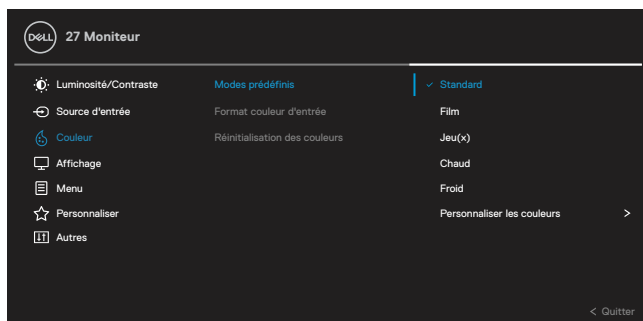 DELL 27 Moniteur
Luminosité/Contraste
Modes prédéfinis
✓ Standard
Source d'entrée
Format couleur d'entrée
Film
Couleur
Réinitialisation des couleurs
Jeu(x)
Affichage
Chaud
Menu
Froid
Personnaliser
Personnaliser les couleurs >
Autres
< Quitter